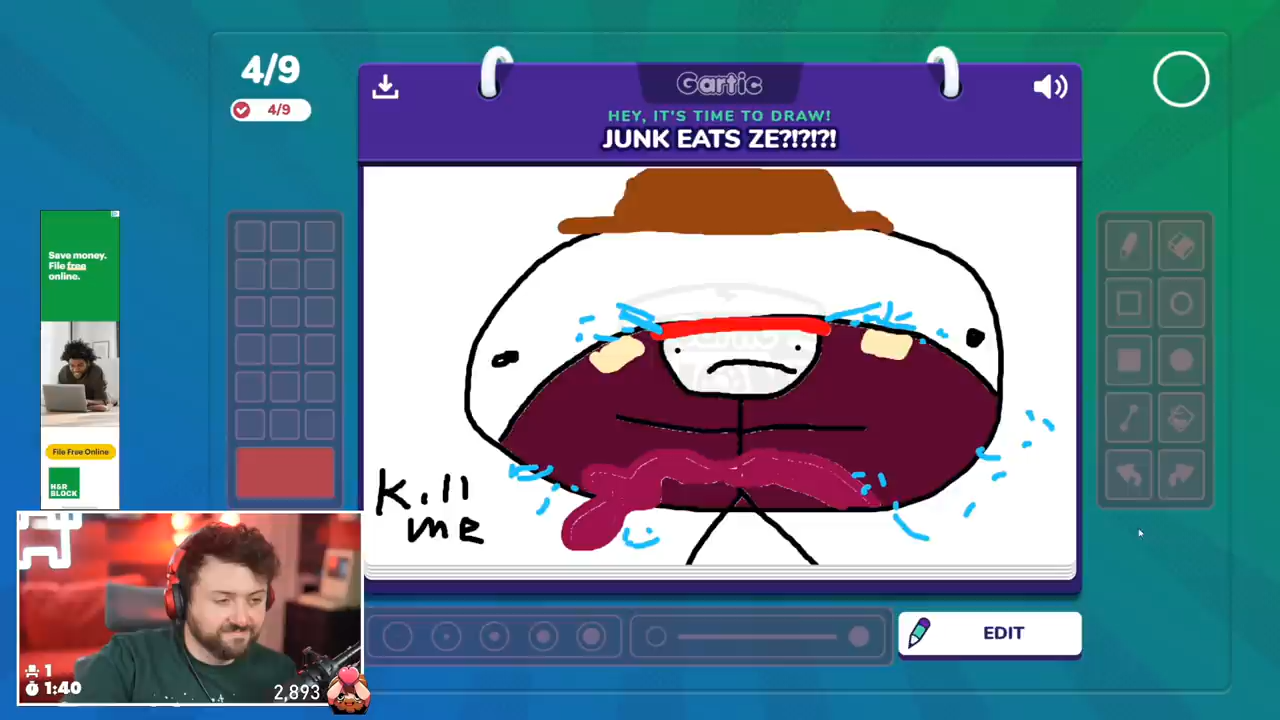 4/9
4/9
Gartic
HEY, IT'S TIME TO DRAW!
JUNK EATS ZE?!?!?!
Save money.
File free
online.
File Free Online
H&R
BLOCK
Kill
me
EDIT
1
1:40
2,893